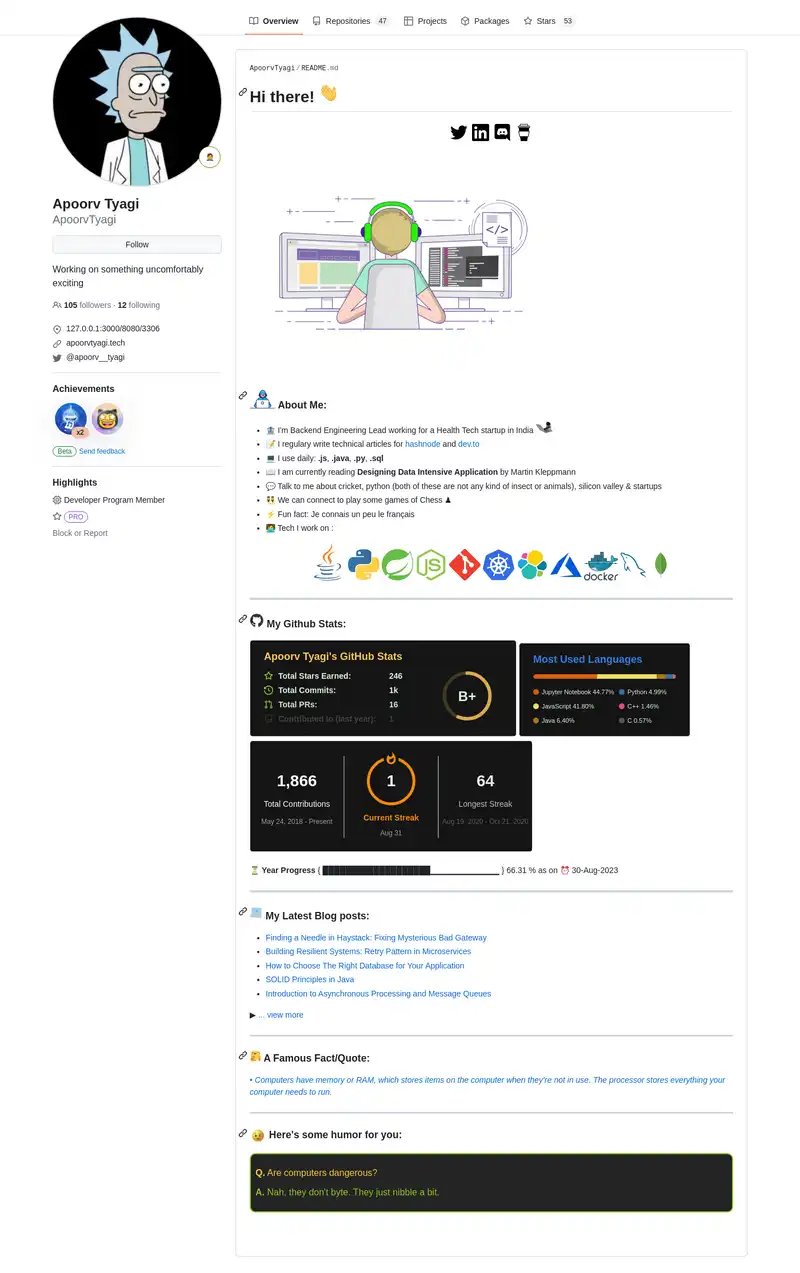 Overview Repositories 47 Projects Packages Stars 53
Apoorv Tyagi
ApoorvTyagi
Follow
Working on something uncomfortably
exciting
105 followers · 12 following
127.0.0.1:3000/8080/3306
apoorvtyagi.tech
@apoorv__tyagi
Achievements
x2
Beta Send feedback
Highlights
Developer Program Member
PRO
Block or Report
ApoorvTyagi / README.md
Hi there! 👋
</>
About Me:
🏦 I'm Backend Engineering Lead working for a Health Tech startup in India
📝 I regulary write technical articles for hashnode and dev.to
💻 I use daily: .js, .java, .py, .sql
📖 I am currently reading Designing Data Intensive Application by Martin Kleppmann
💬 Talk to me about cricket, python (both of these are not any kind of insect or animals), silicon valley & startups
👯 We can connect to play some games of Chess ♟
⚡ Fun fact: Je connais un peu le français
🧑‍💻 Tech I work on :
Java
JS
docker
My Github Stats:
Apoorv Tyagi's GitHub Stats
Total Stars Earned: 246
Total Commits: 1k
Total PRs: 16
Contributed to (last year): 1
B+
Most Used Languages
Jupyter Notebook 44.77% Python 4.99%
JavaScript 41.80% C++ 1.46%
Java 6.40% C 0.57%
1,866
Total Contributions
May 24, 2018 - Present
1
Current Streak
Aug 31
64
Longest Streak
Aug 19, 2020 - Oct 21, 2020
⏳ Year Progress { } 66.31 % as on ⏰ 30-Aug-2023
My Latest Blog posts:
Finding a Needle in Haystack: Fixing Mysterious Bad Gateway
Building Resilient Systems: Retry Pattern in Microservices
How to Choose The Right Database for Your Application
SOLID Principles in Java
Introduction to Asynchronous Processing and Message Queues
▶ ... view more
A Famous Fact/Quote:
• Computers have memory or RAM, which stores items on the computer when they're not in use. The processor stores everything your
computer needs to run.
Here's some humor for you:
Q. Are computers dangerous?
A. Nah, they don't byte. They just nibble a bit.